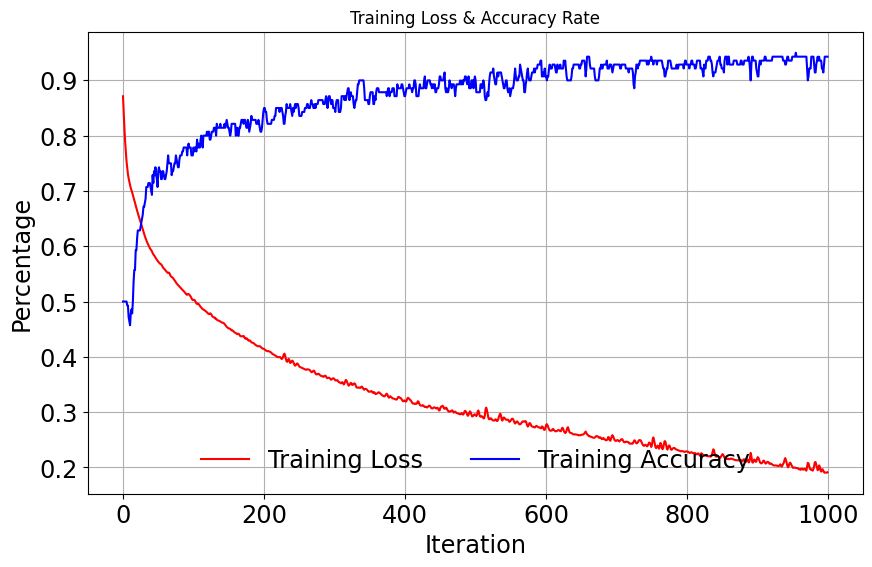 Training Loss & Accuracy Rate
Percentage
0.9
0.8
0.7
0.6
0.5
0.4
0.3
0.2
Training Loss
Training Accuracy
0 200 400 600 800 1000
Iteration